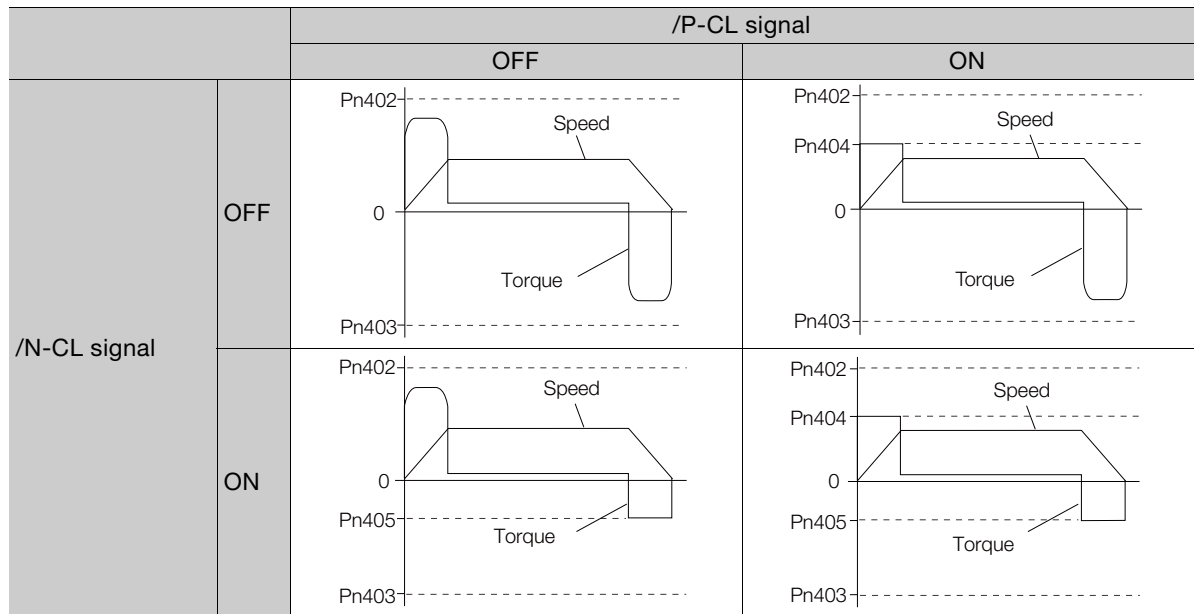 /P-CL signal
OFF
ON
/N-CL signal
OFF
Pn402
Speed
0
Torque
Pn403
Pn402
Speed
Pn404
0
Torque
Pn403
ON
Pn402
Speed
0
Pn405
Torque
Pn403
Pn402
Speed
Pn404
0
Pn405
Torque
Pn403